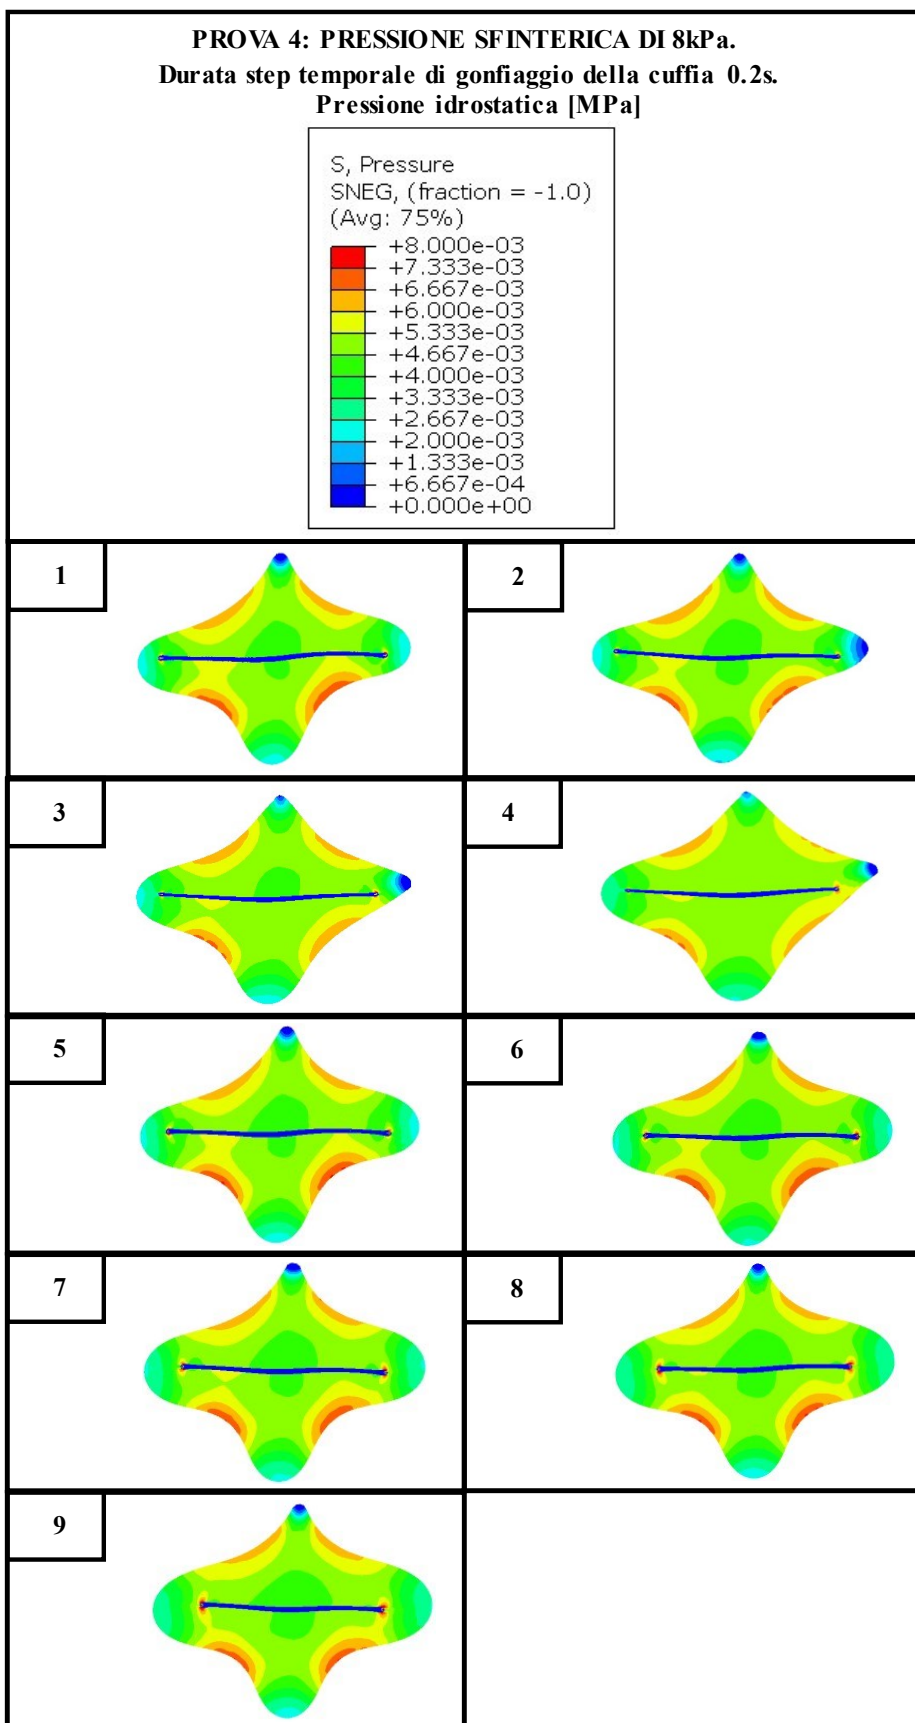 PROVA 4: PRESSIONE SFINTERICA DI 8kPa.
Durata step temporale di gonfiaggio della cuffia 0.2s.
Pressione idrostatica [MPa]
S, Pressure
SNEG, (fraction = -1.0)
(Avg: 75%)
+8.000e-03
+7.333e-03
+6.667e-03
+6.000e-03
+5.333e-03
+4.667e-03
+4.000e-03
+3.333e-03
+2.667e-03
+2.000e-03
+1.333e-03
+6.667e-04
+0.000e+00
1
2
3
4
5
6
7
8
9